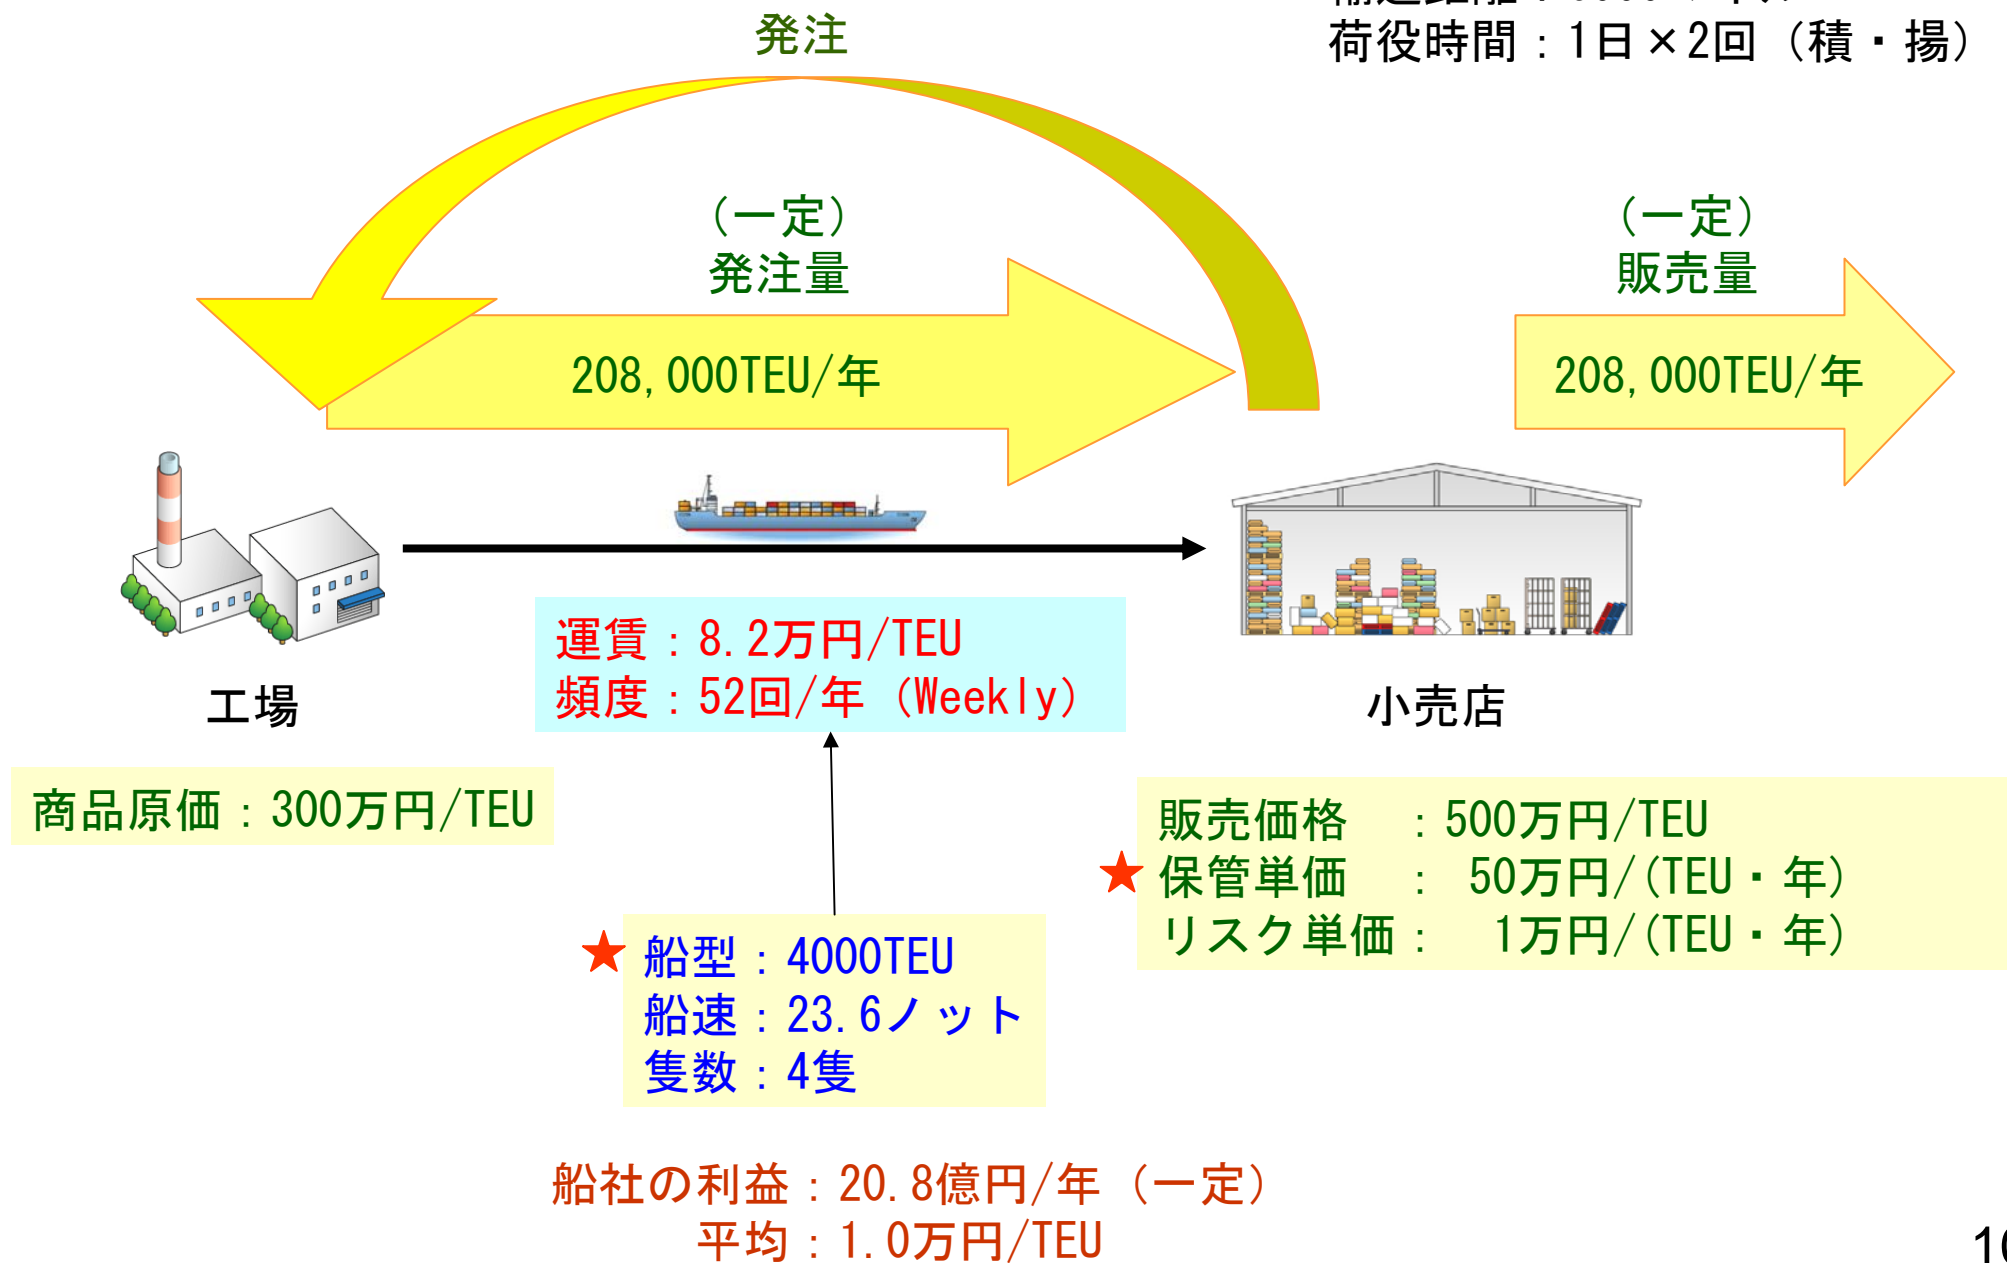 発注
荷役時間：1日×2回（積・揚）
（一定）
発注量
208,000TEU/年
（一定）
販売量
208,000TEU/年
運賃：8.2万円/TEU
頻度：52回/年（Weekly）
工場
小売店
商品原価：300万円/TEU
販売価格　：500万円/TEU
★保管単価　：　50万円/(TEU・年)
リスク単価：　1万円/(TEU・年)
★船型：4000TEU
船速：23.6ノット
隻数：4隻
船社の利益：20.8億円/年（一定）
平均：1.0万円/TEU